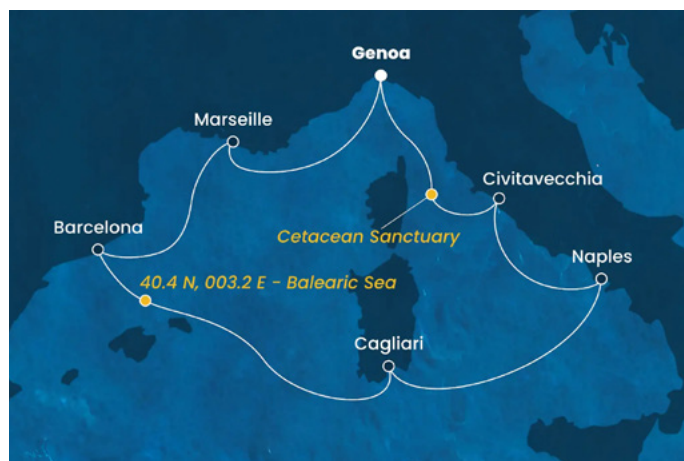 Genoa
Marseille
Civitavecchia
Cetacean Sanctuary
Barcelona
Naples
40.4 N, 003.2 E - Balearic Sea
Cagliari